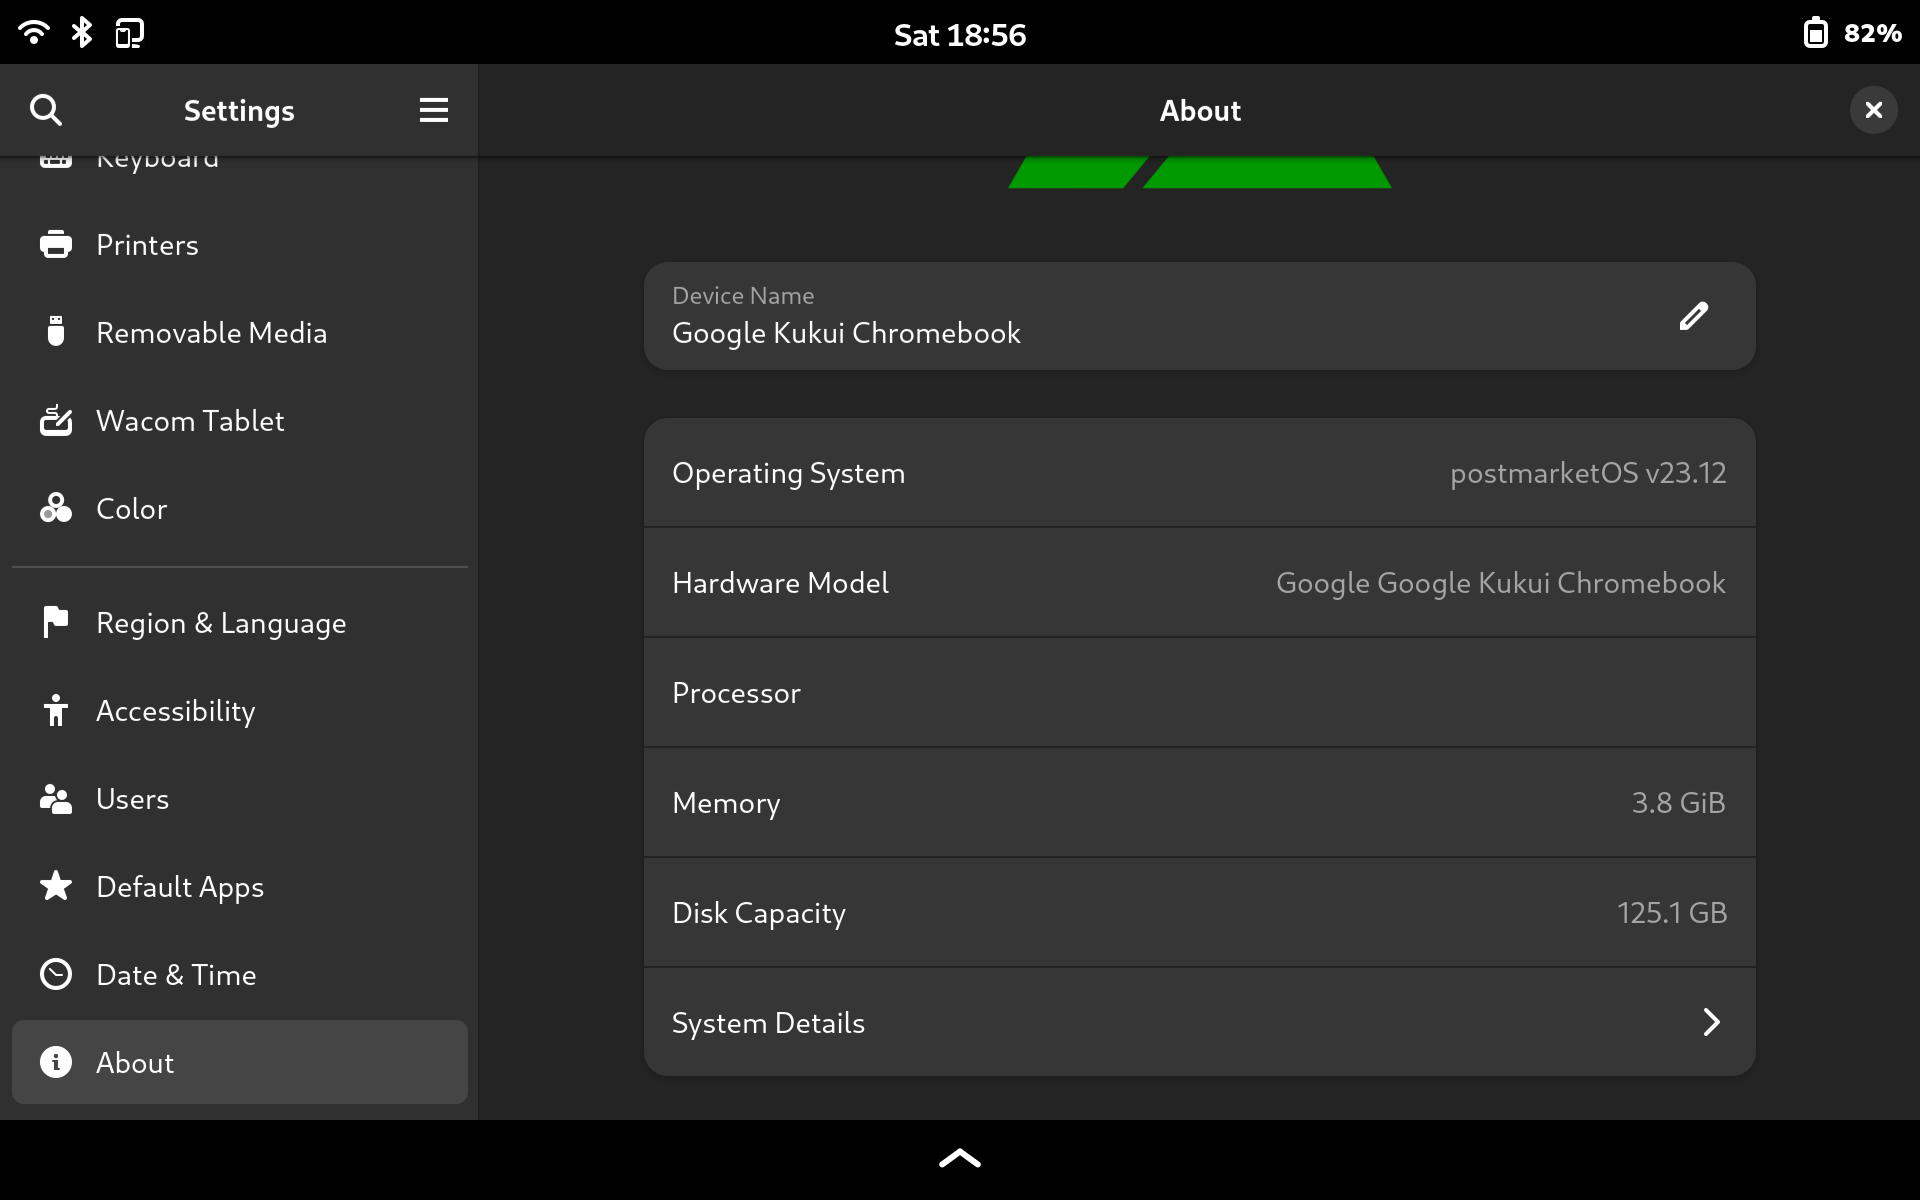 Sat 18:56
82%
Settings
About
Keyboard
Printers
Removable Media
Wacom Tablet
Color
Region & Language
Accessibility
Users
Default Apps
Date & Time
About
Device Name
Google Kukui Chromebook
Operating System postmarketOS v23.12
Hardware Model Google Google Kukui Chromebook
Processor
Memory 3.8 GiB
Disk Capacity 125.1 GB
System Details